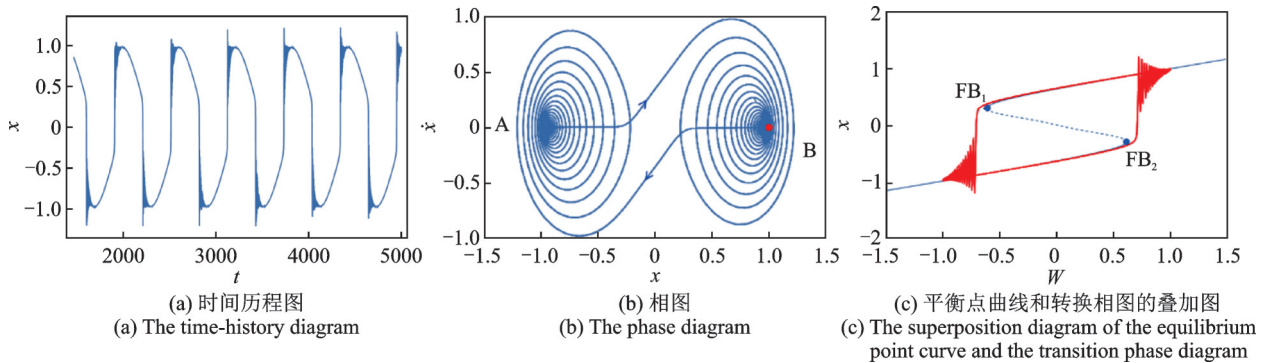 1.0
0.5
x
0
−0.5
−1.0
2000
3000
4000
5000
t
(a) 时间历程图
(a) The time-history diagram
1.0
0.5
ẋ
0
−0.5
−1.0
A
B
−1.5
−1.0
−0.5
0
0.5
1.0
1.5
x
(b) 相图
(b) The phase diagram
2
1
x
0
−1
−2
FB₁
FB₂
−1.5
−1.0
−0.5
0
0.5
1.0
1.5
W
(c) 平衡点曲线和转换相图的叠加图
(c) The superposition diagram of the equilibrium
point curve and the transition phase diagram